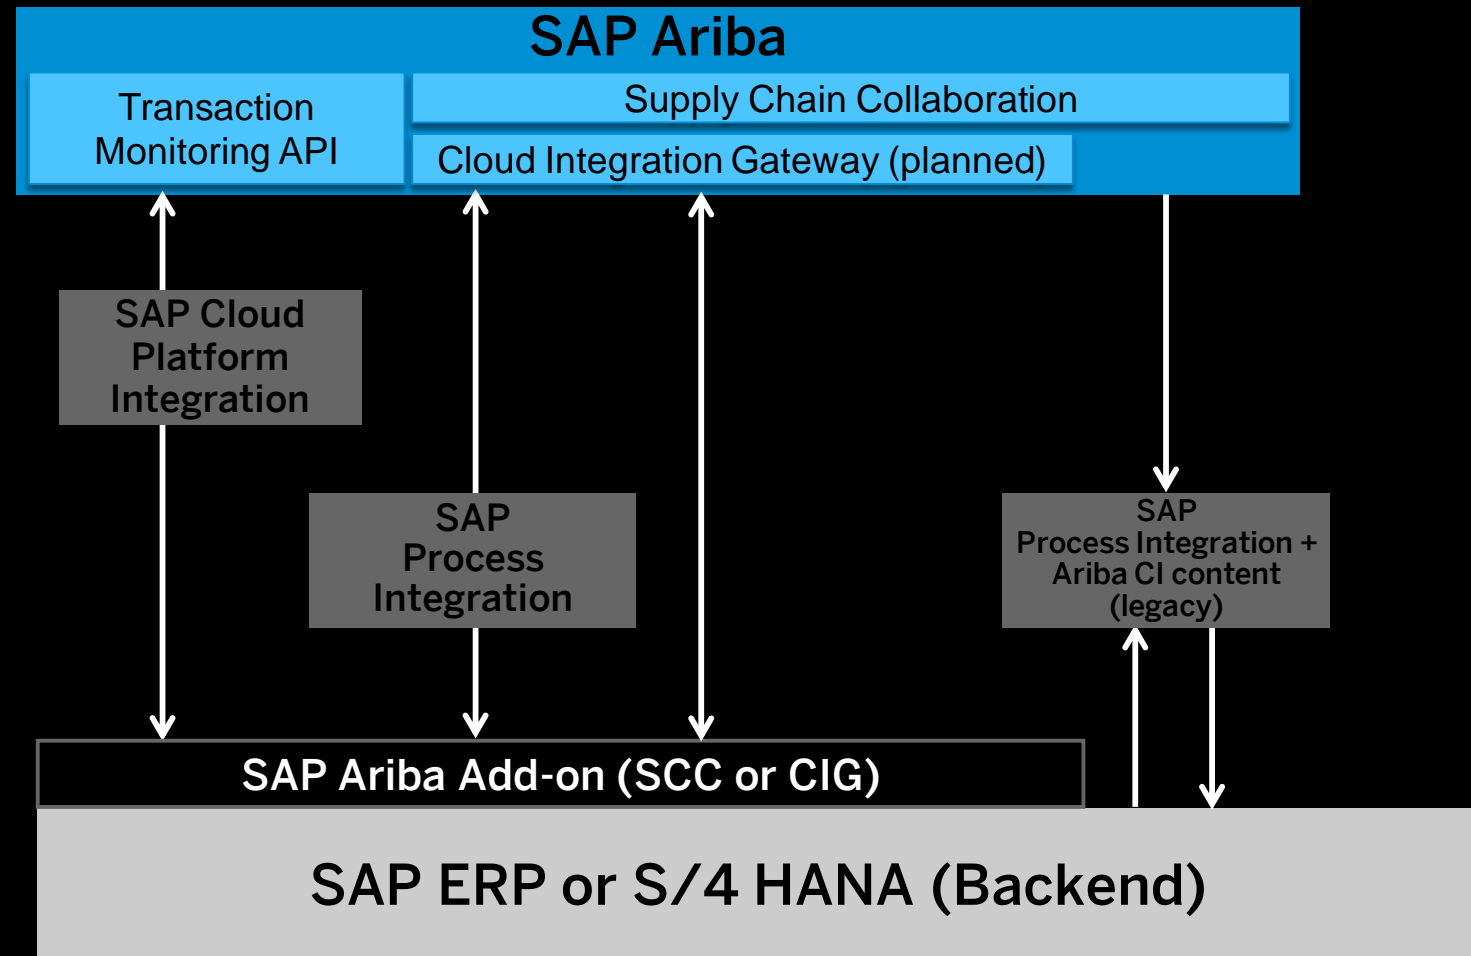 SAP Ariba
Transaction
Monitoring API
Supply Chain Collaboration
Cloud Integration Gateway (planned)
SAP Cloud
Platform
Integration
SAP
Process
Integration
SAP
Process Integration +
Ariba CI content
(legacy)
SAP Ariba Add-on (SCC or CIG)
SAP ERP or S/4 HANA (Backend)